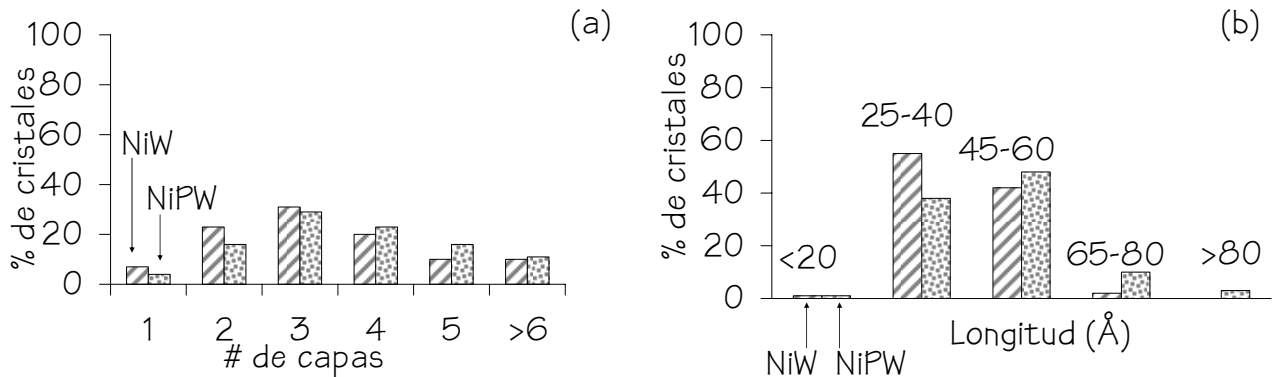 (a)
% de cristales
100
80
60
40
20
0
NiW
NiPW
1 2 3 4 5 >6
# de capas
(b)
% de cristales
100
80
60
40
20
0
<20
25-40
45-60
65-80
>80
Longitud (Å)
NiW NiPW